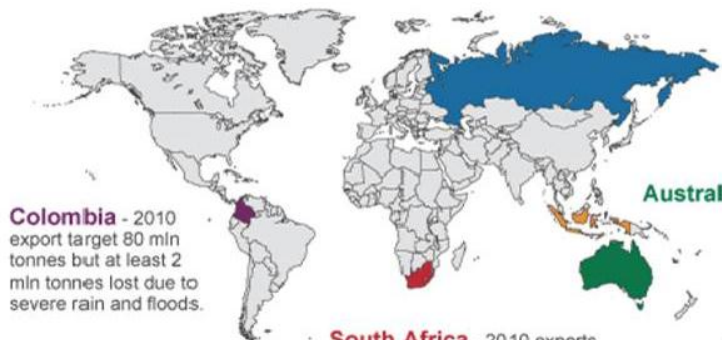 Austral
Colombia - 2010
export target 80 mln
tonnes but at least 2
mln tonnes lost due to
severe rain and floods.
South Africa - 2010 exports